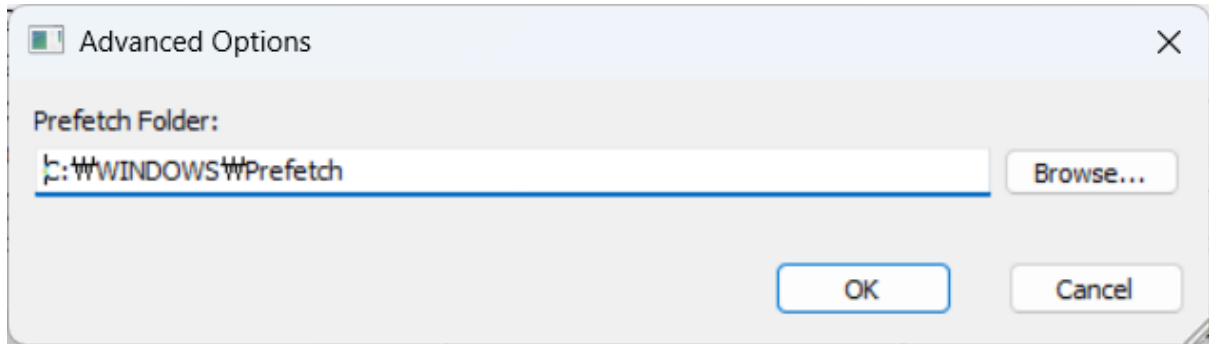 Advanced Options
Prefetch Folder:
C:₩WINDOWS₩Prefetch
Browse...
OK
Cancel